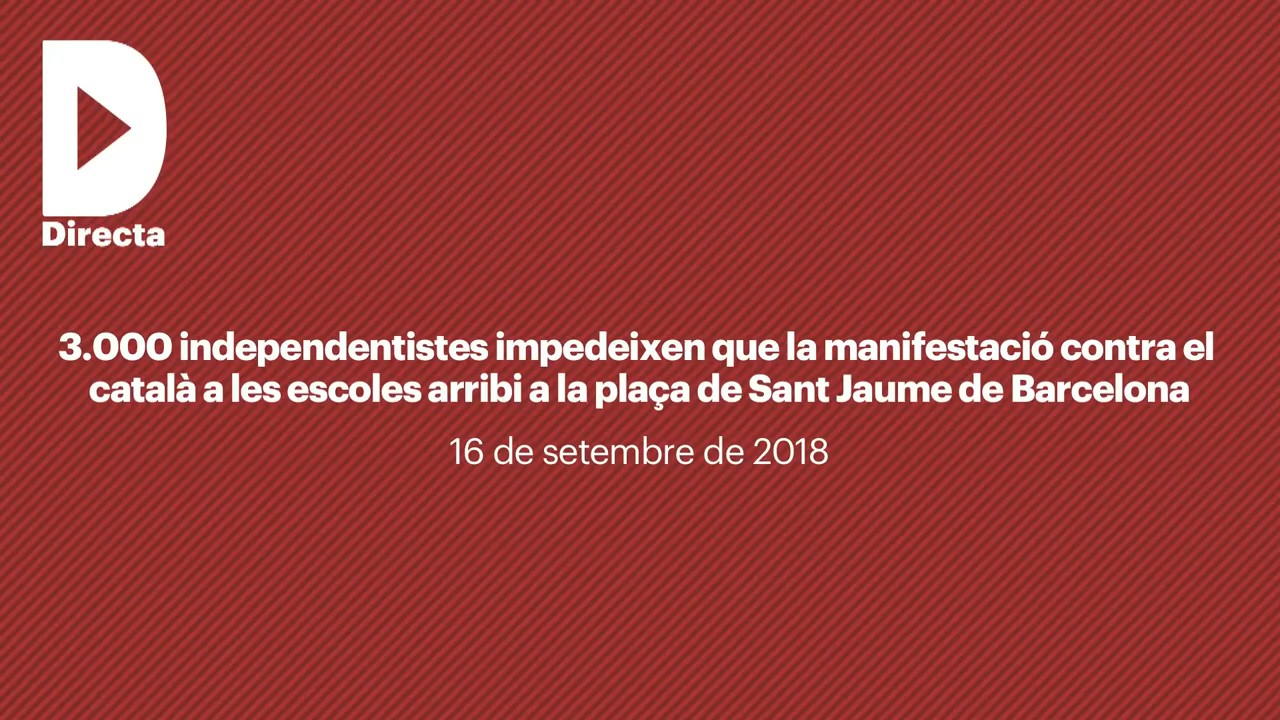 Directa
3.000 independentistes impedeixen que la manifestació contra el
català a les escoles arribi a la plaça de Sant Jaume de Barcelona
16 de setembre de 2018